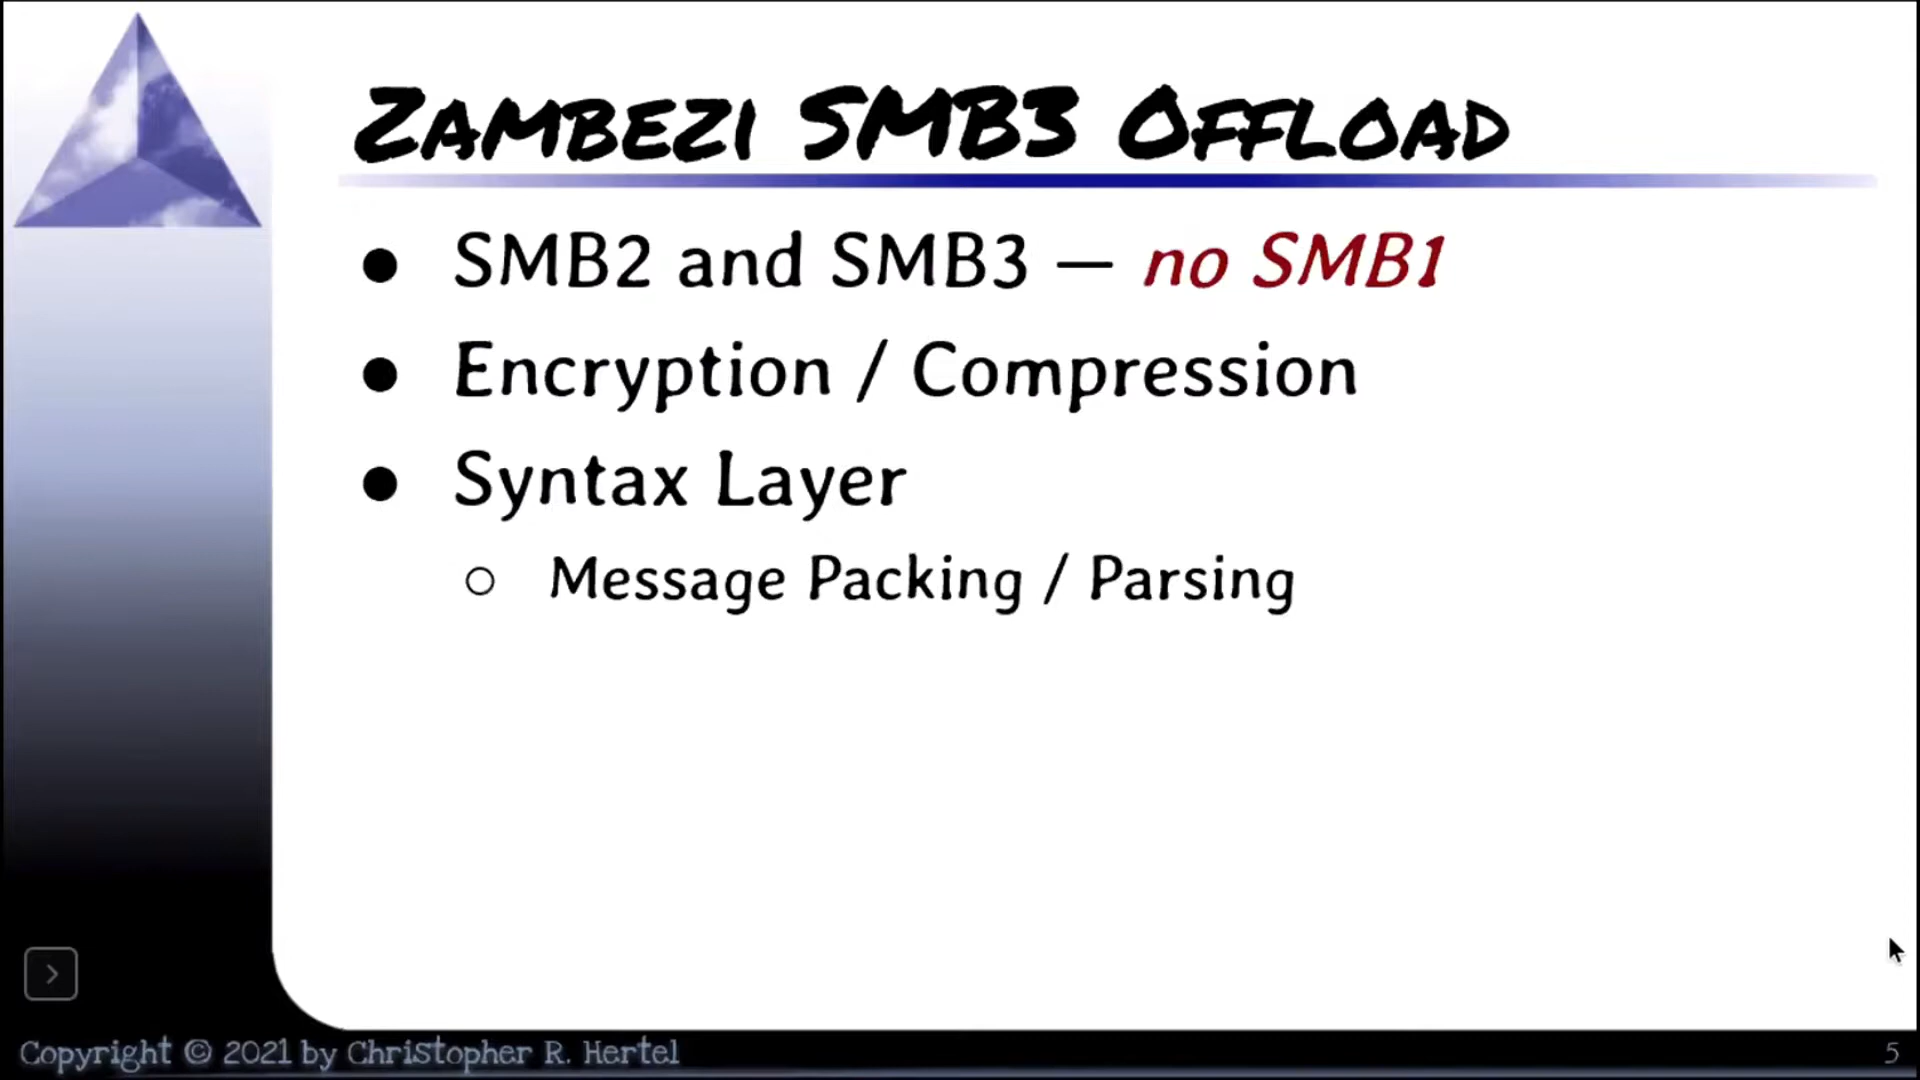 Zambezi SMB3 Offload
● SMB2 and SMB3 — no SMB1
● Encryption / Compression
● Syntax Layer
○ Message Packing / Parsing
Copyright © 2021 by Christopher R. Hertel
5